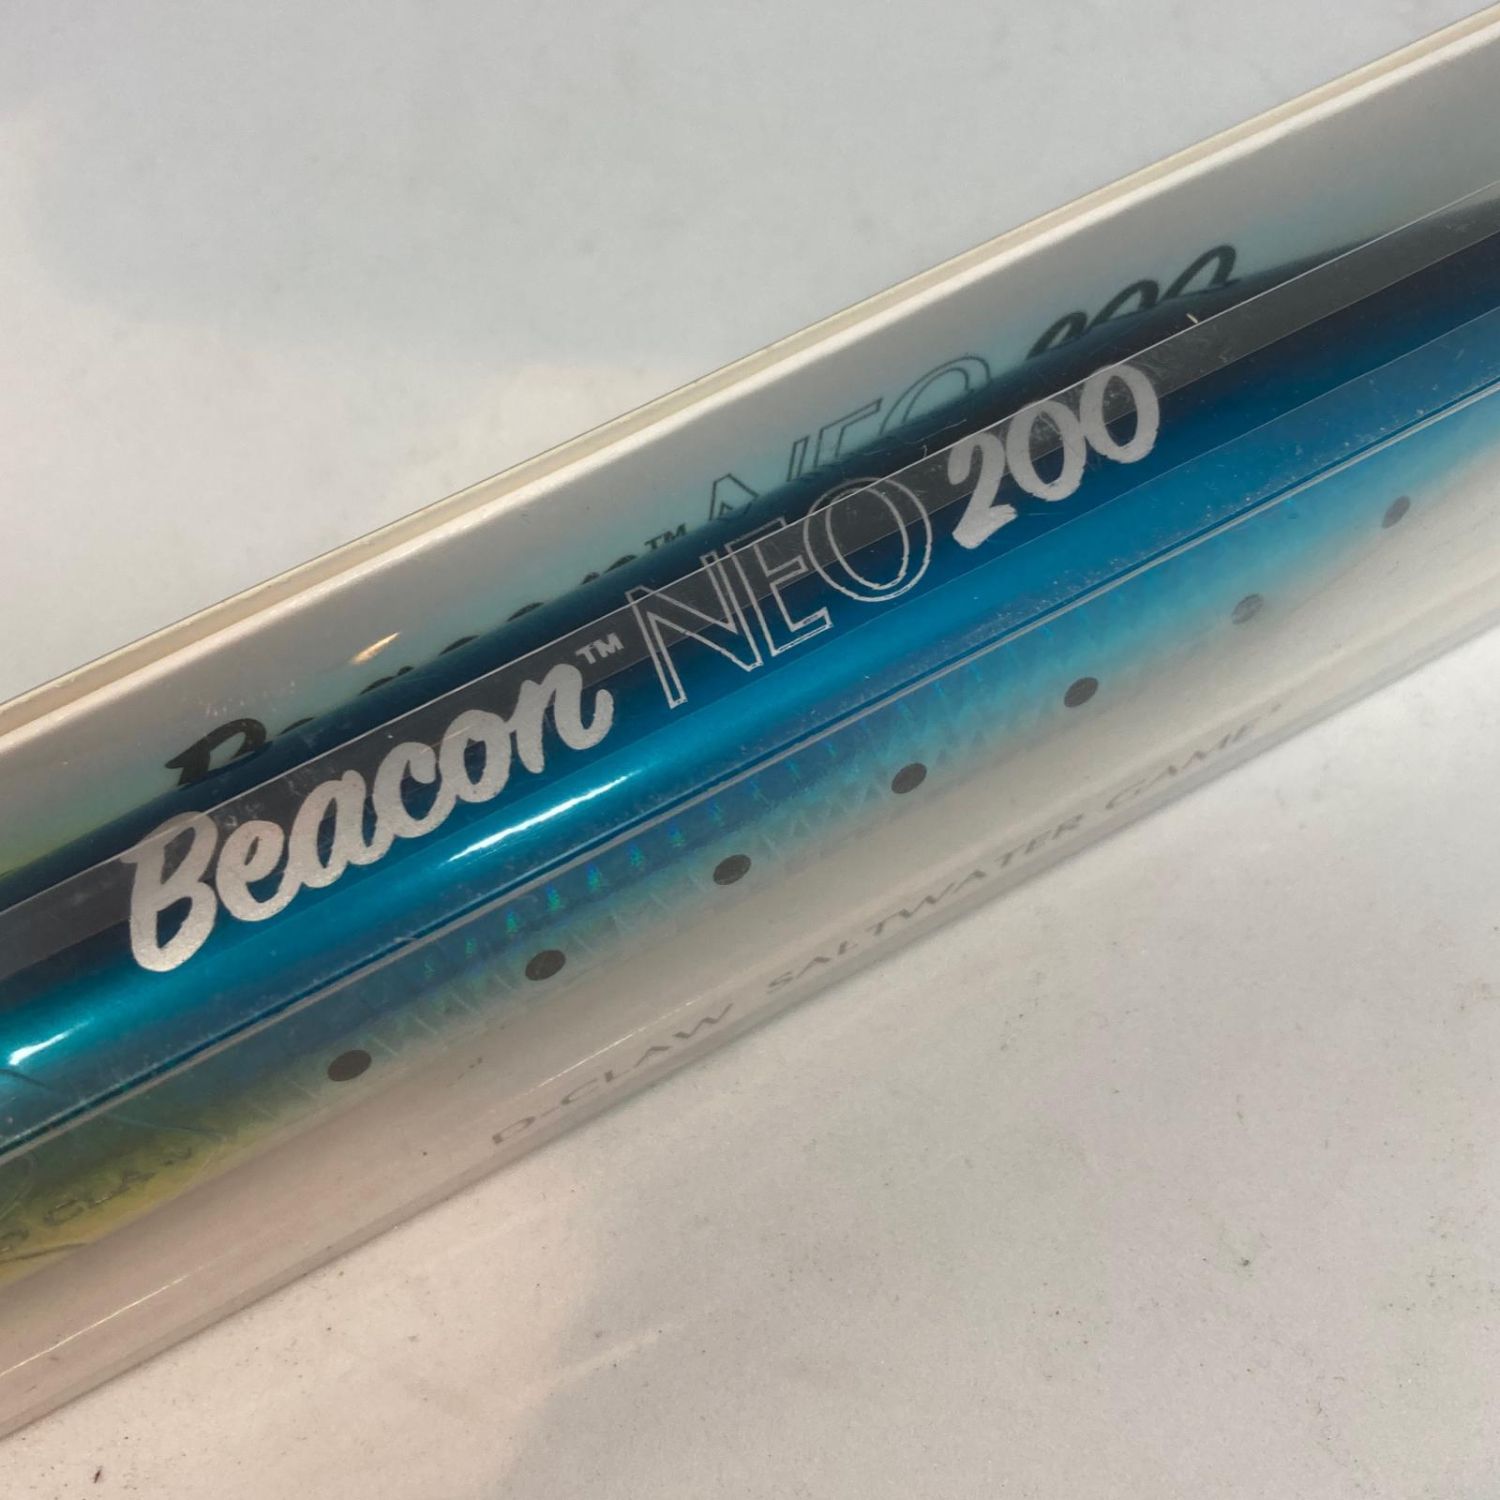 Beacon™ NEO 200
D-CLAW SALTWATER GAME